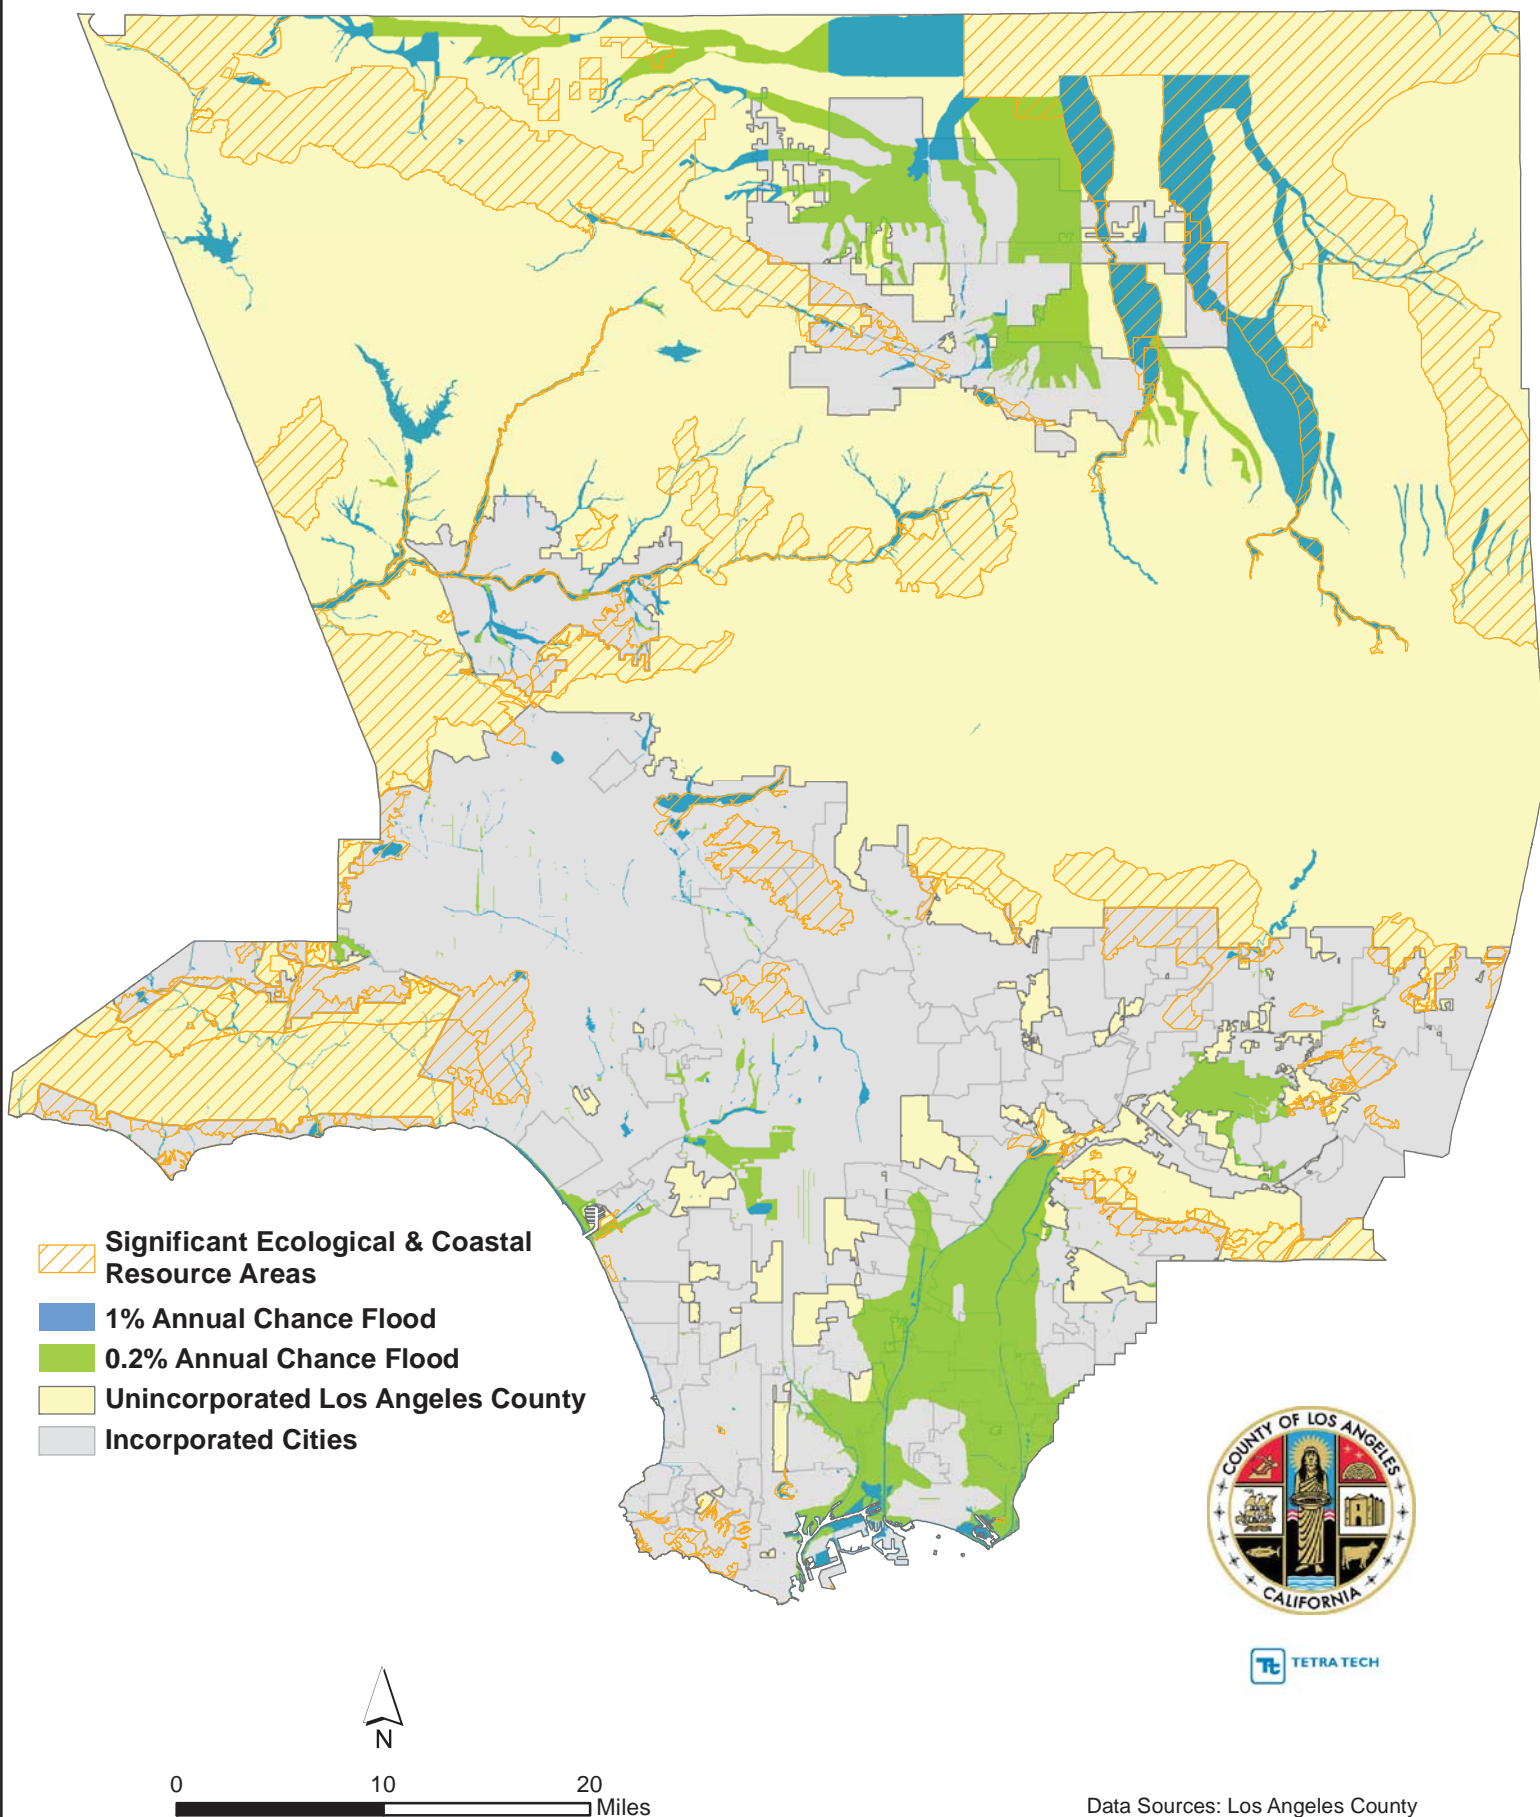 Significant Ecological & Coastal
Resource Areas
1% Annual Chance Flood
0.2% Annual Chance Flood
Unincorporated Los Angeles County
Incorporated Cities
COUNTY OF LOS ANGELES
CALIFORNIA
Tt TETRA TECH
N
0 10 20
Miles
Data Sources: Los Angeles County